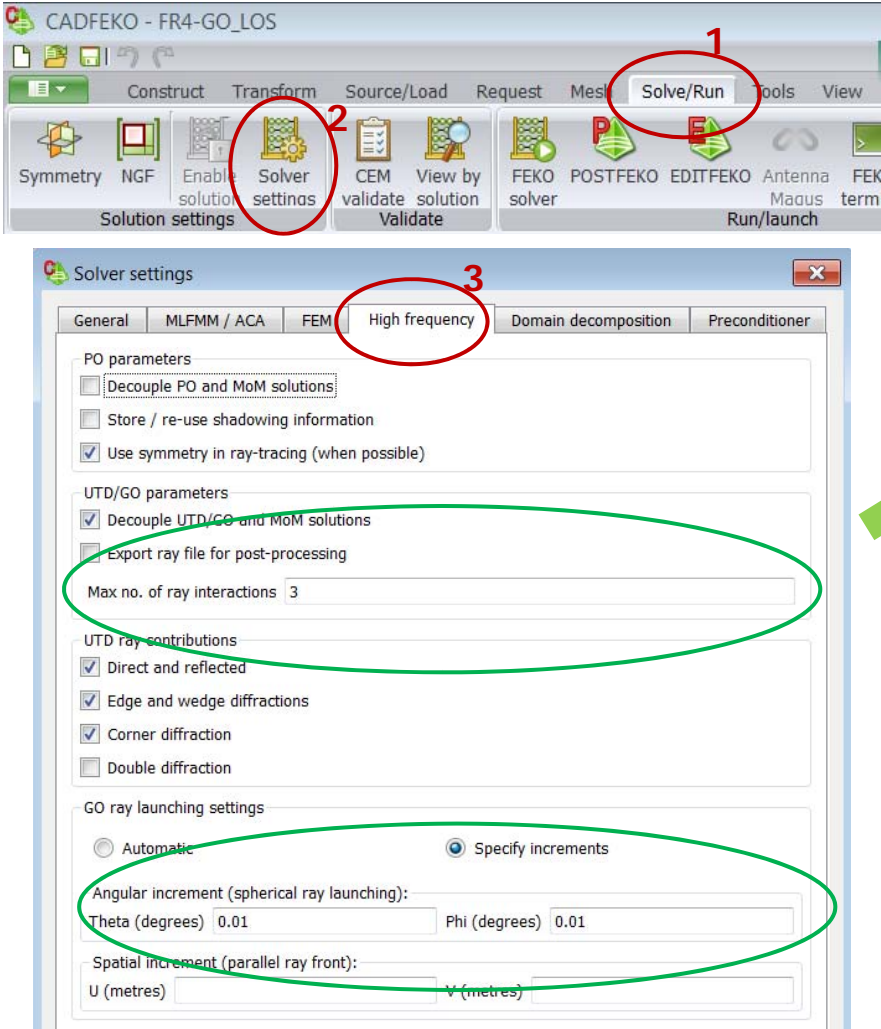 CADFEKO - FR4-GO_LOS
1
Construct Transform Source/Load Request Mesh Solve/Run Tools View
2
Symmetry NGF Enable solution Solver settings CEM validate View by solution FEKO solver POSTFEKO EDITFEKO Antenna Magus FEK term
Solution settings Validate Run/launch
Solver settings 3
General MLFMM / ACA FEM High frequency Domain decomposition Preconditioner
PO parameters
Decouple PO and MoM solutions
Store / re-use shadowing information
Use symmetry in ray-tracing (when possible)
UTD/GO parameters
Decouple UTD/GO and MoM solutions
Export ray file for post-processing
Max no. of ray interactions 3
UTD ray contributions
Direct and reflected
Edge and wedge diffractions
Corner diffraction
Double diffraction
GO ray launching settings
Automatic Specify increments
Angular increment (spherical ray launching):
Theta (degrees) 0.01 Phi (degrees) 0.01
Spatial increment (parallel ray front):
U (metres) V (metres)